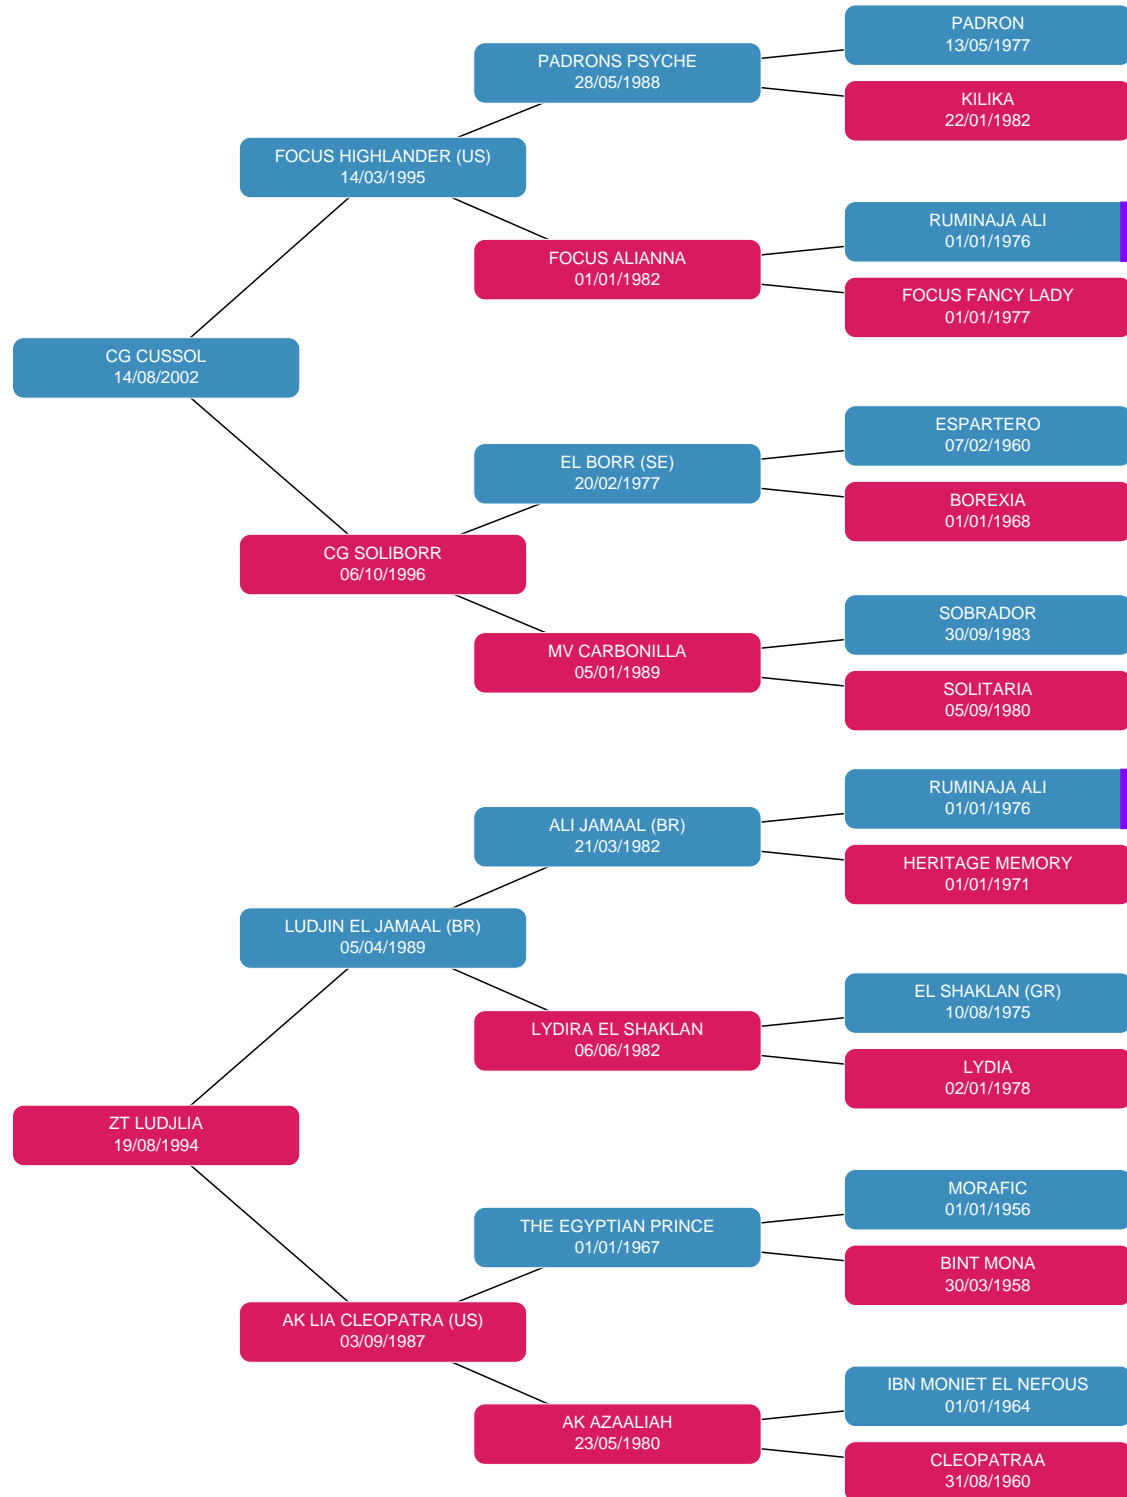 PADRON
13/05/1977
PADRONS PSYCHE
28/05/1988
KILIKA
22/01/1982
FOCUS HIGHLANDER (US)
14/03/1995
RUMINAJA ALI
01/01/1976
FOCUS ALIANNA
01/01/1982
FOCUS FANCY LADY
01/01/1977
CG CUSSOL
14/08/2002
ESPARTERO
07/02/1960
EL BORR (SE)
20/02/1977
BOREXIA
01/01/1968
CG SOLIBORR
06/10/1996
SOBRADOR
30/09/1983
MV CARBONILLA
05/01/1989
SOLITARIA
05/09/1980
RUMINAJA ALI
01/01/1976
ALI JAMAAL (BR)
21/03/1982
HERITAGE MEMORY
01/01/1971
LUDJIN EL JAMAAL (BR)
05/04/1989
EL SHAKLAN (GR)
10/08/1975
LYDIRA EL SHAKLAN
06/06/1982
LYDIA
02/01/1978
ZT LUDJLIA
19/08/1994
MORAFIC
01/01/1956
THE EGYPTIAN PRINCE
01/01/1967
BINT MONA
30/03/1958
AK LIA CLEOPATRA (US)
03/09/1987
IBN MONIET EL NEFOUS
01/01/1964
AK AZAALIAH
23/05/1980
CLEOPATRAA
31/08/1960